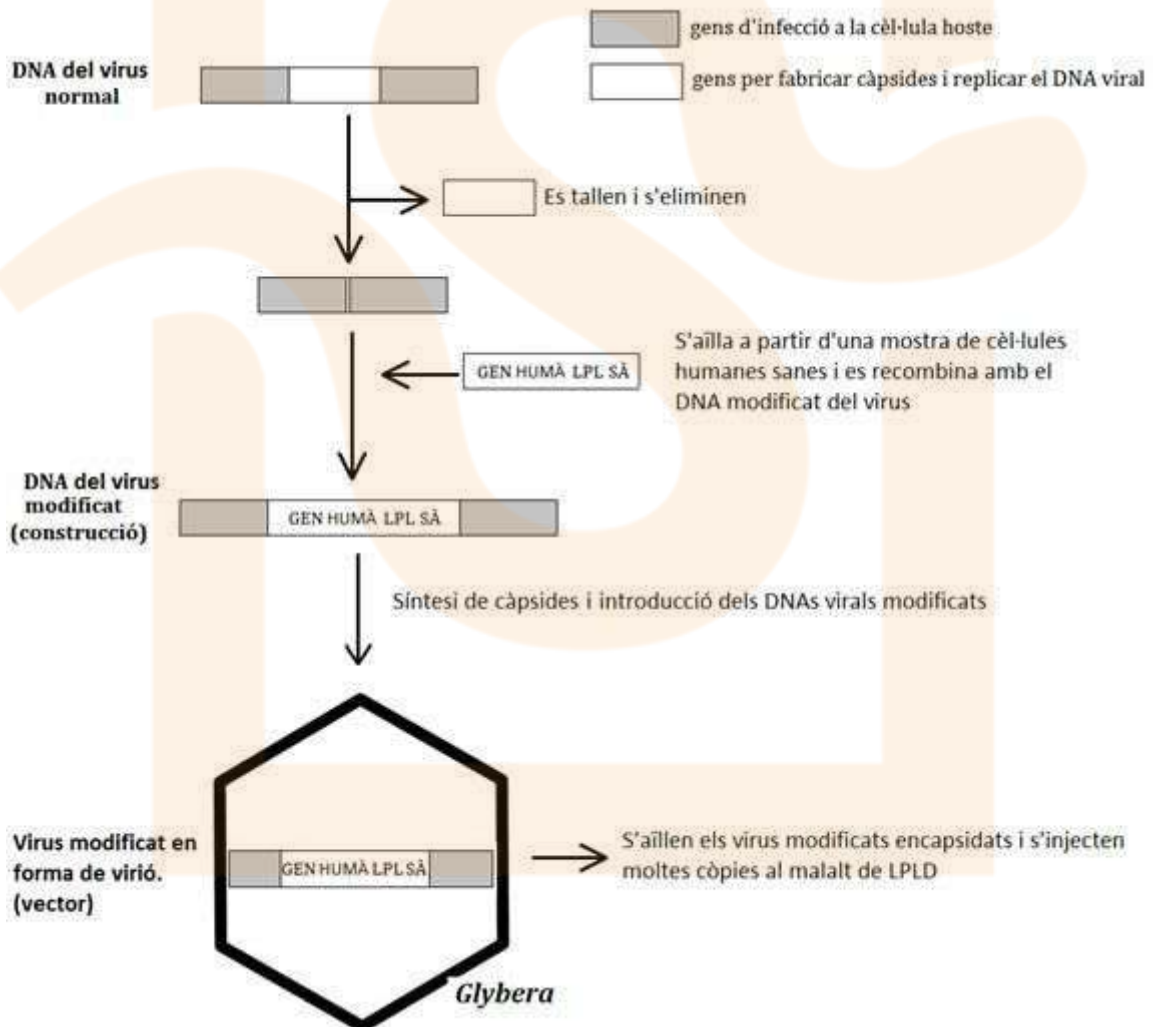 gens d'infecció a la cèl·lula hoste
DNA del virus
normal
gens per fabricar càpsides i replicar el DNA viral
Es tallen i s'eliminen
GEN HUMÀ LPL SÀ
S'aïlla a partir d'una mostra de cèl·lules
humanes sanes i es recombina amb el
DNA modificat del virus
DNA del virus
modificat
(construcció)
GEN HUMÀ LPL SÀ
Síntesi de càpsides i introducció dels DNAs virals modificats
Virus modificat en
forma de virió.
(vector)
GEN HUMÀ LPL SÀ
S'aïllen els virus modificats encapsidats i s'injecten
moltes còpies al malalt de LPLD
Glybera